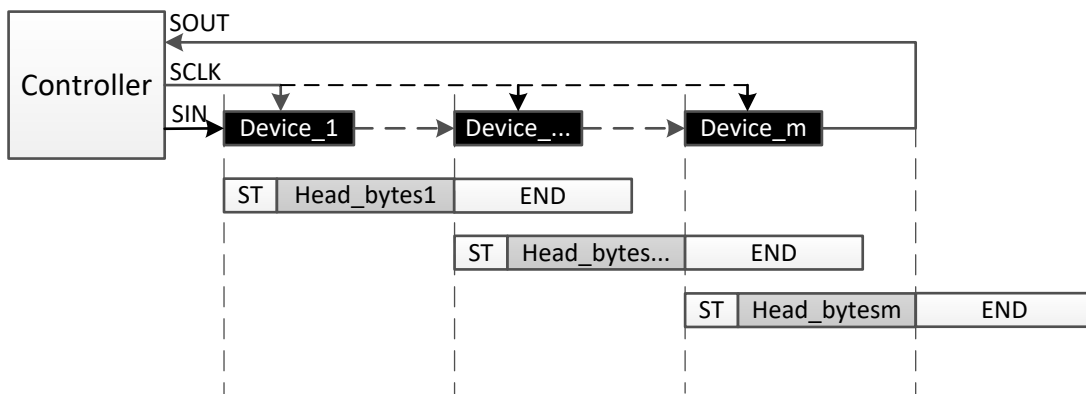 SOUT
Controller
SCLK
SIN
Device_1
Device_...
Device_m
ST Head_bytes1 END
ST Head_bytes... END
ST Head_bytesm END